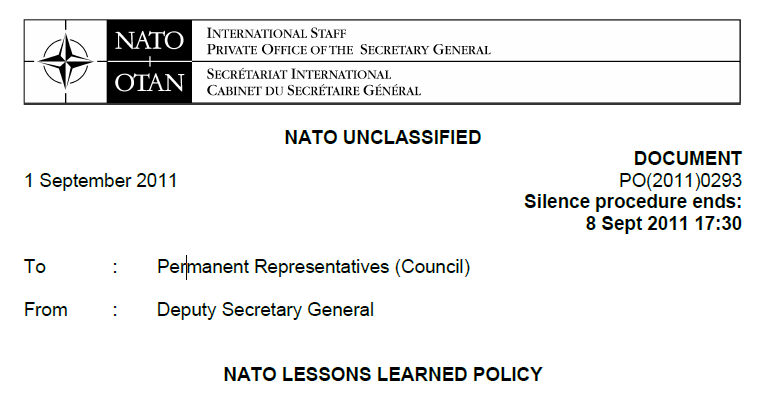 NATO
OTAN
INTERNATIONAL STAFF
PRIVATE OFFICE OF THE SECRETARY GENERAL
SECRÉTARIAT INTERNATIONAL
CABINET DU SECRÉTAIRE GÉNÉRAL
NATO UNCLASSIFIED
DOCUMENT
1 September 2011 PO(2011)0293
Silence procedure ends:
8 Sept 2011 17:30
To : Permanent Representatives (Council)
From : Deputy Secretary General
NATO LESSONS LEARNED POLICY